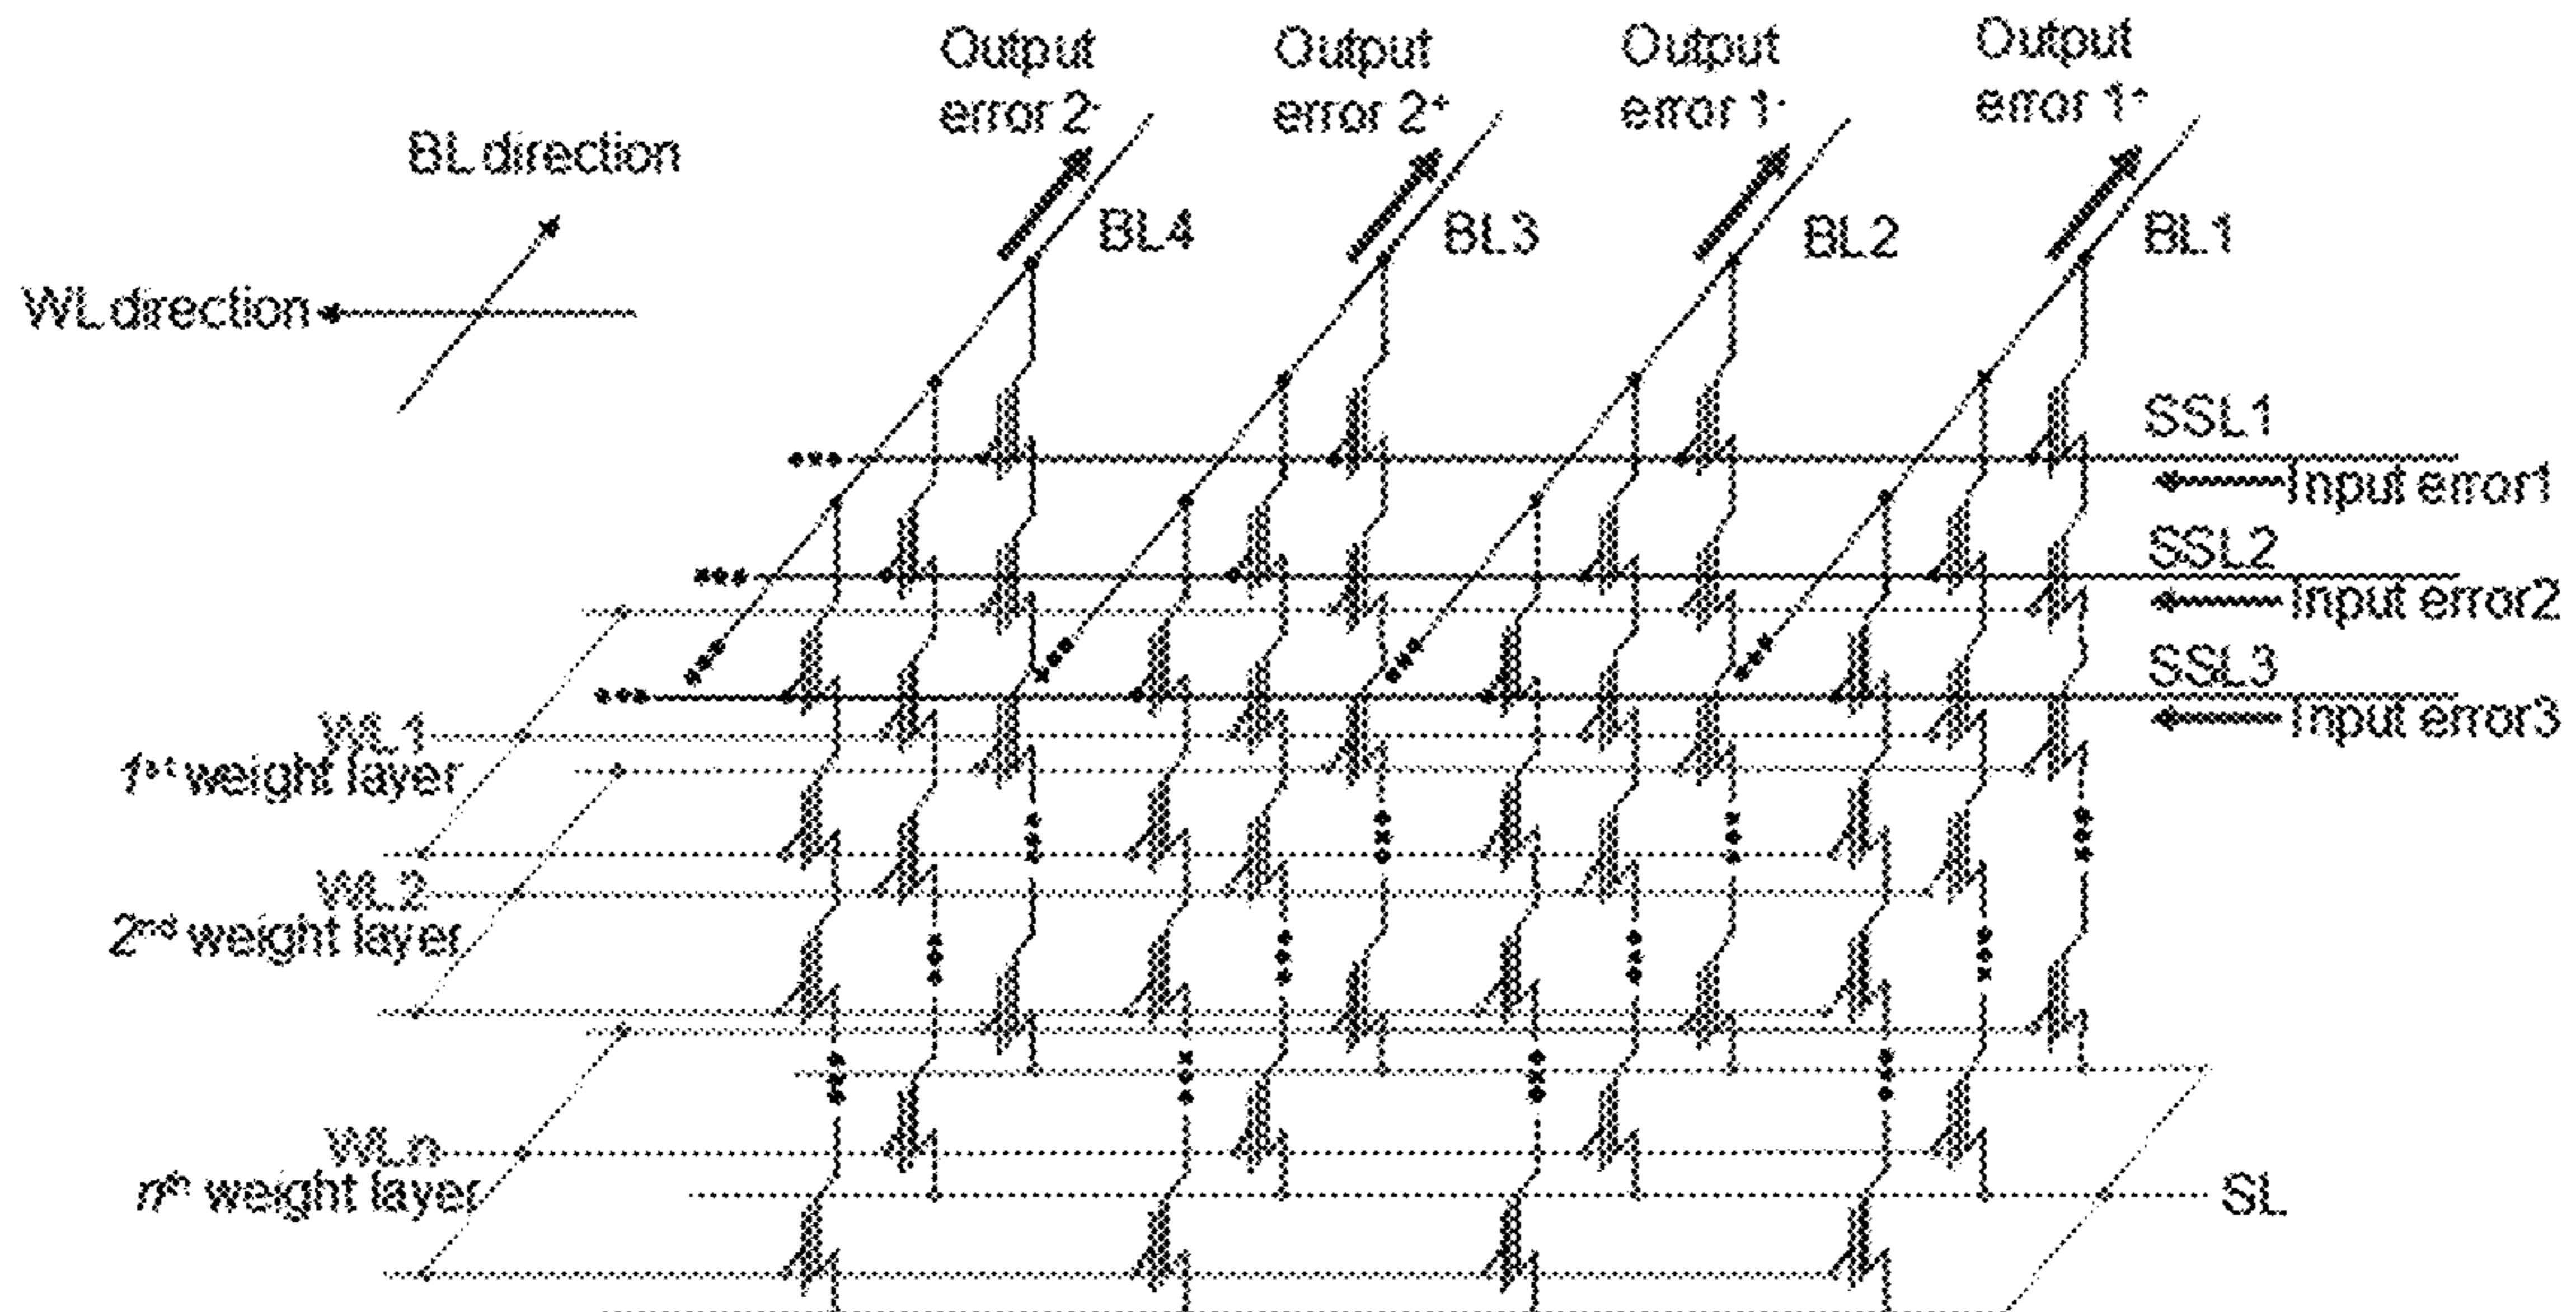 Output error 2-
Output error 2+
Output error 1-
Output error 1+
BL direction
WL direction
BL4
BL3
BL2
BL1
SSL1
Input error1
SSL2
Input error2
SSL3
Input error3
WL1
1st weight layer
WL2
2nd weight layer
WLn
nth weight layer
SL